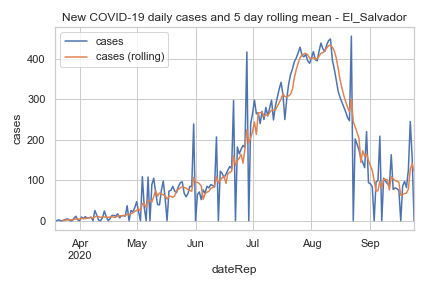 New COVID-19 daily cases and 5 day rolling mean - El_Salvador
cases
cases (rolling)
400
300
200
100
0
cases
Apr
2020
May
Jun
Jul
Aug
Sep
dateRep